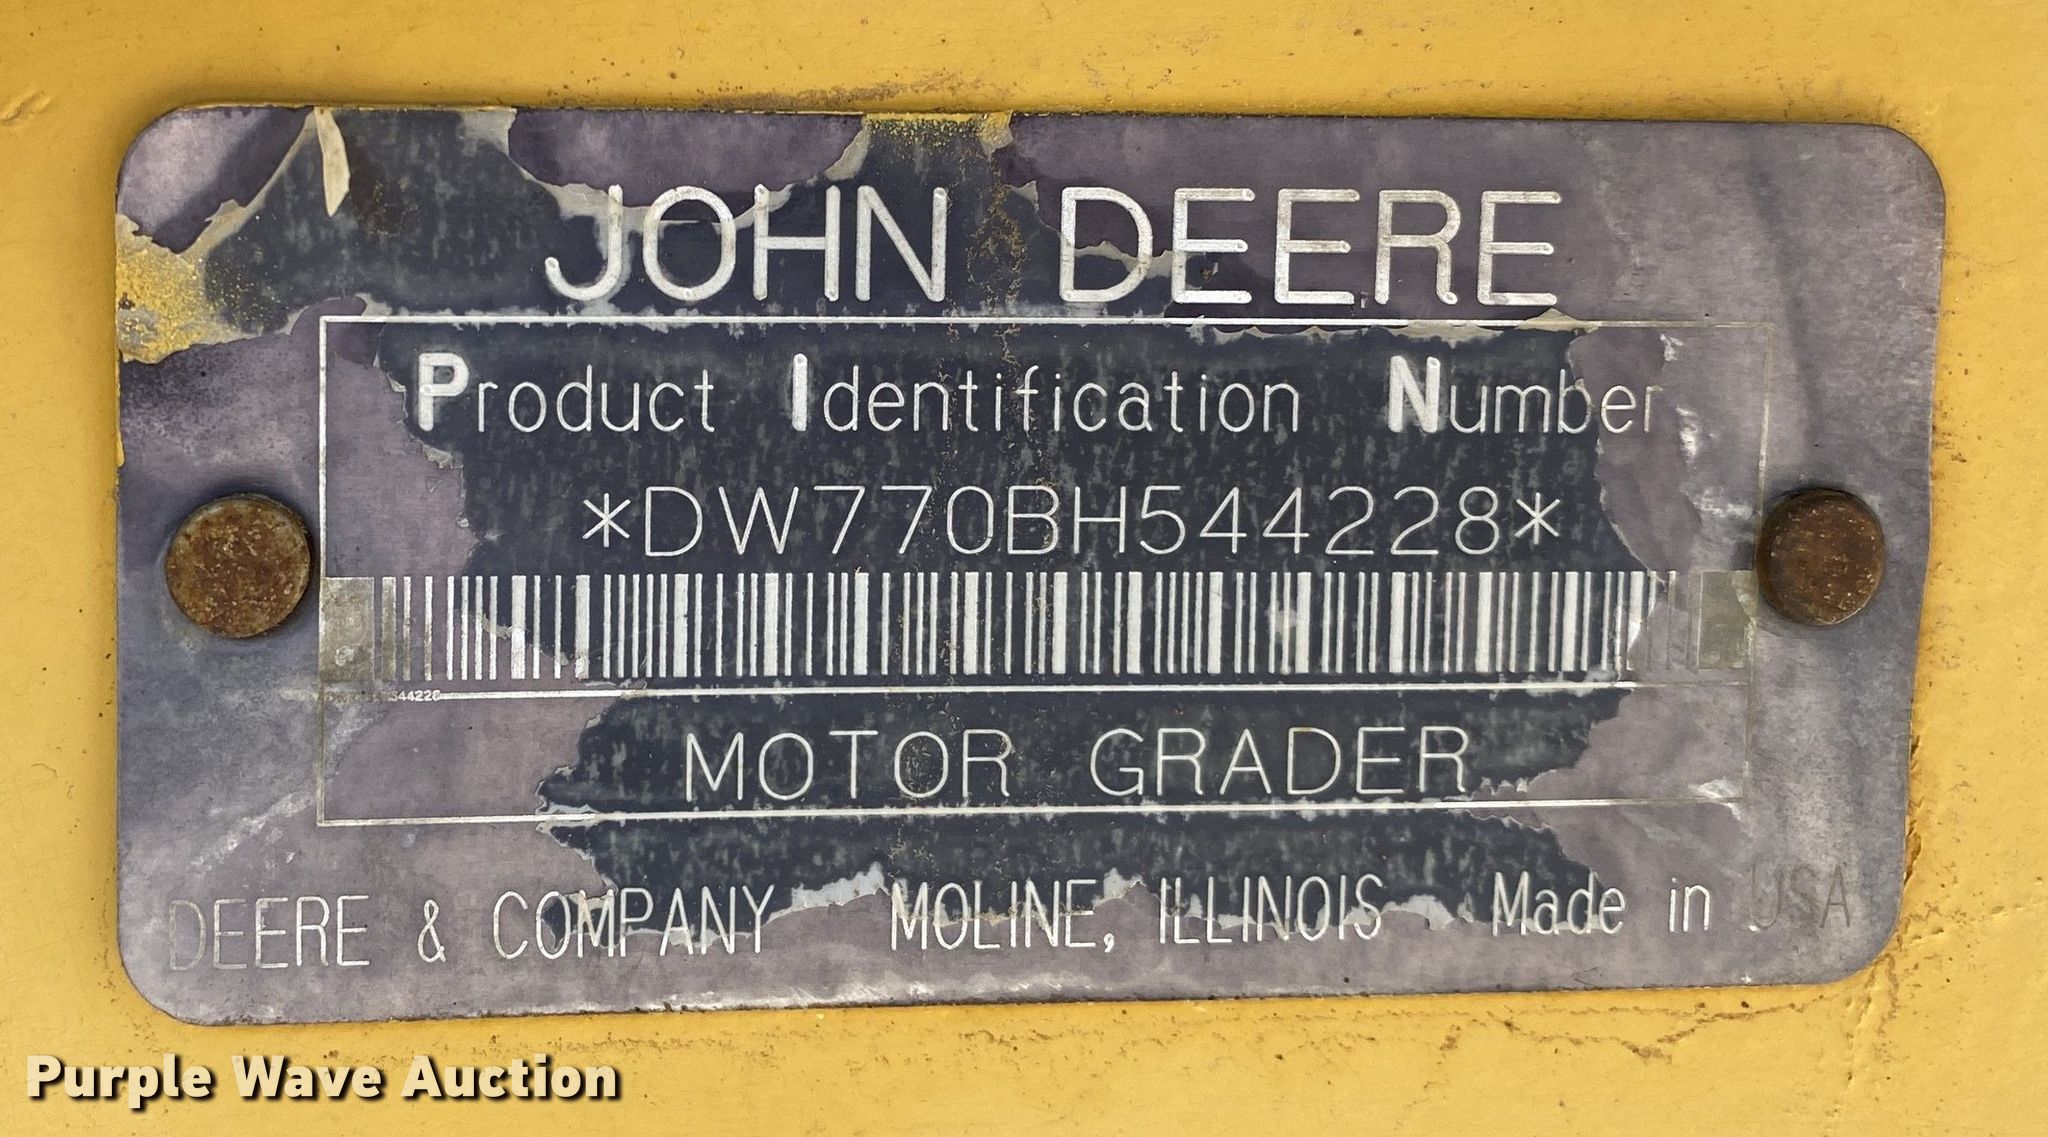 JOHN DEERE
Product Identification Number
*DW770BH544228*
MOTOR GRADER
DEERE & COMPANY MOLINE, ILLINOIS Made in USA
Purple Wave Auction